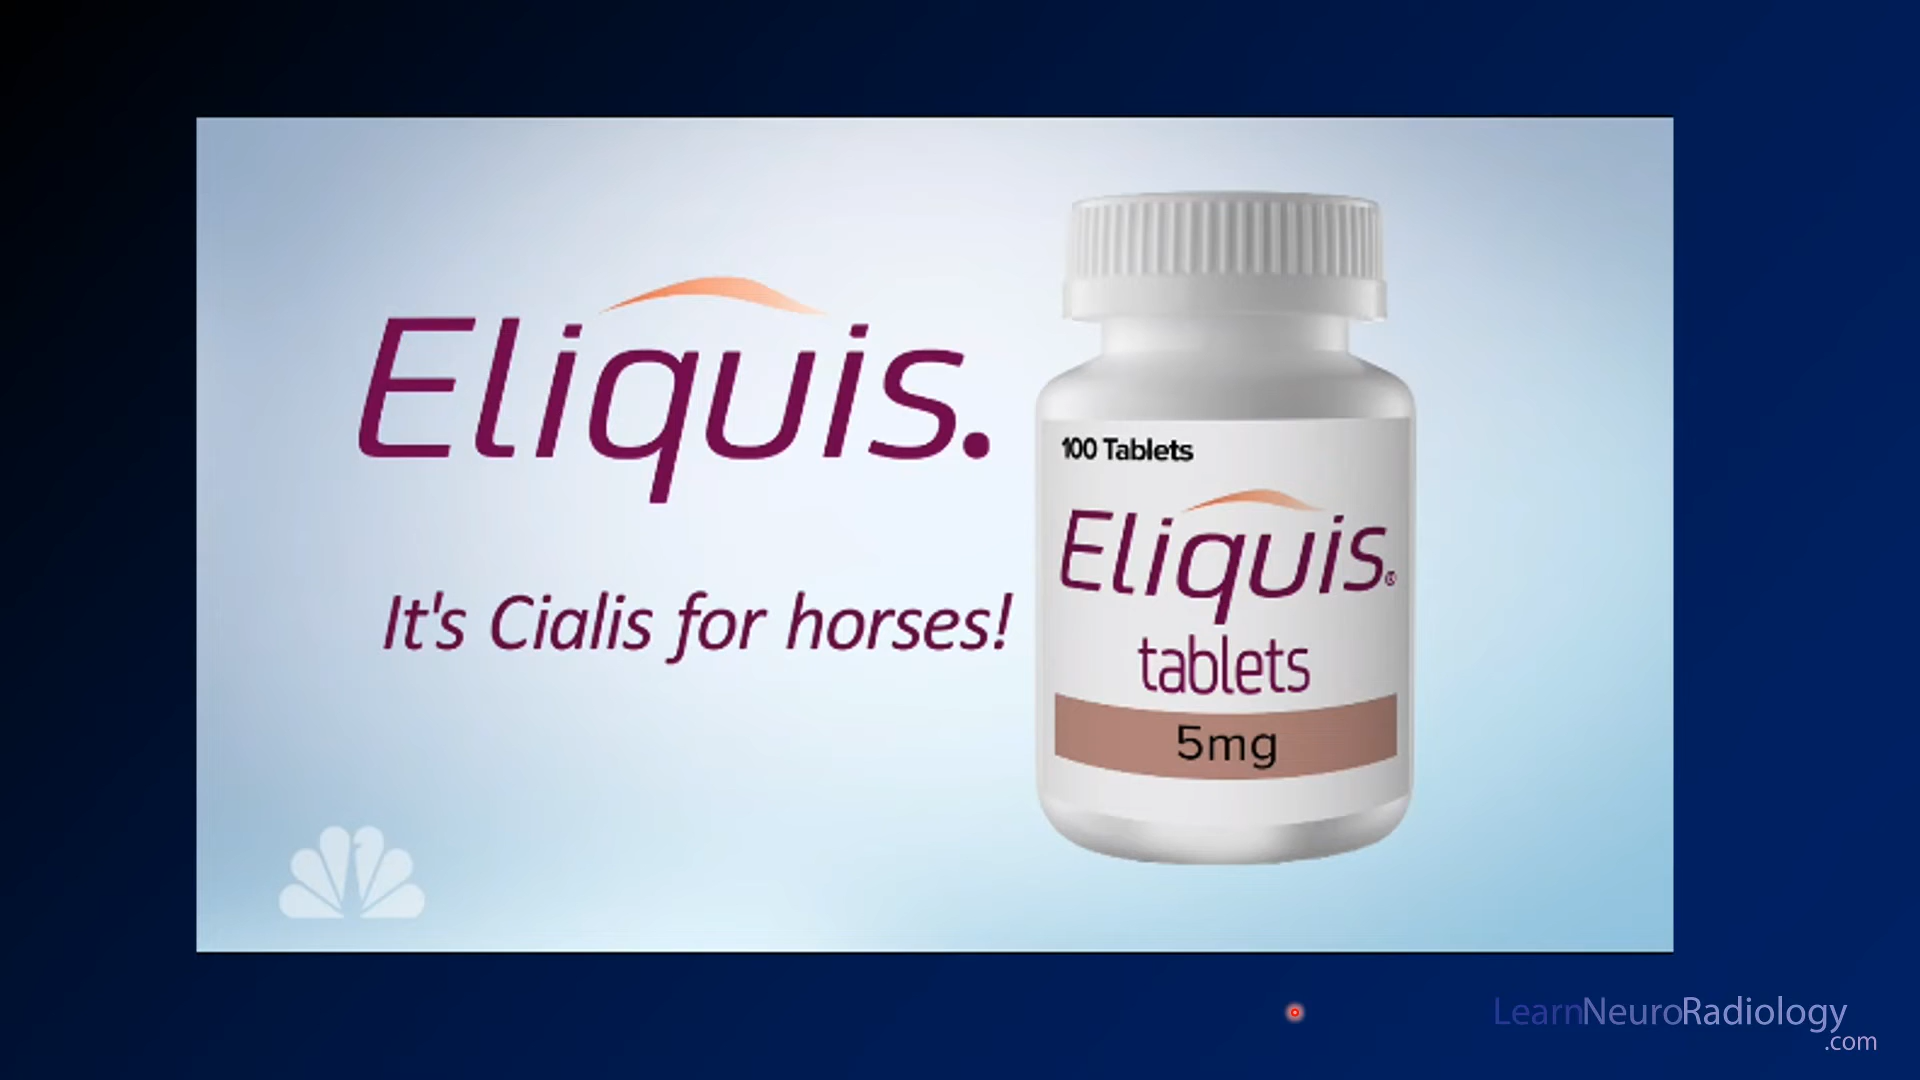 Eliquis.
It's Cialis for horses!
100 Tablets
Eliquis.®
tablets
5mg
LearnNeuroRadiology
.com